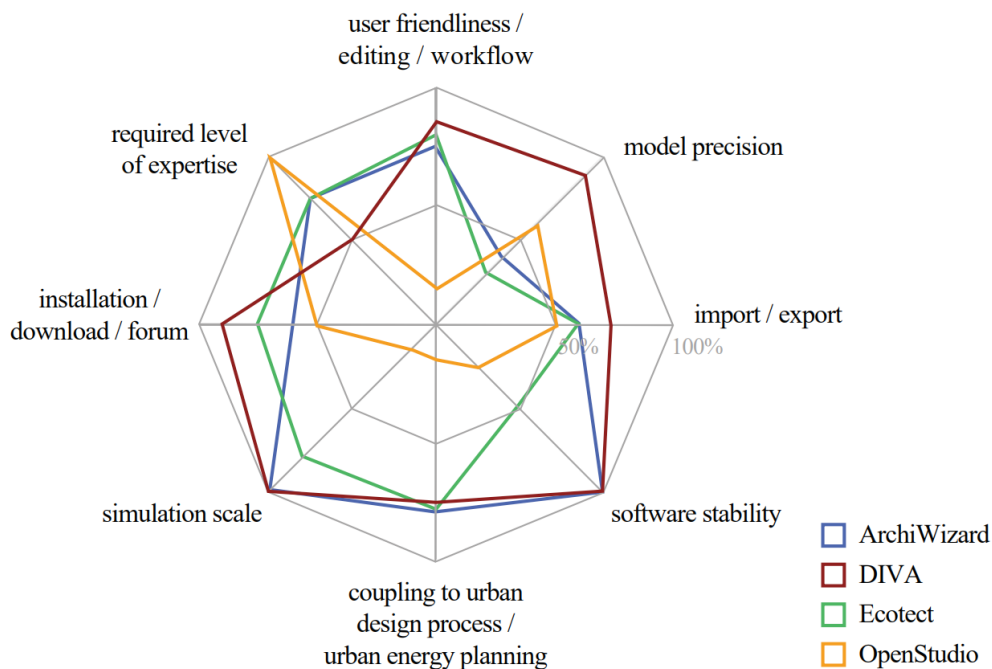 user friendliness /
editing / workflow
required level
of expertise
model precision
installation /
download / forum
import / export
50%
100%
simulation scale
software stability
coupling to urban
design process /
urban energy planning
ArchiWizard
DIVA
Ecotect
OpenStudio